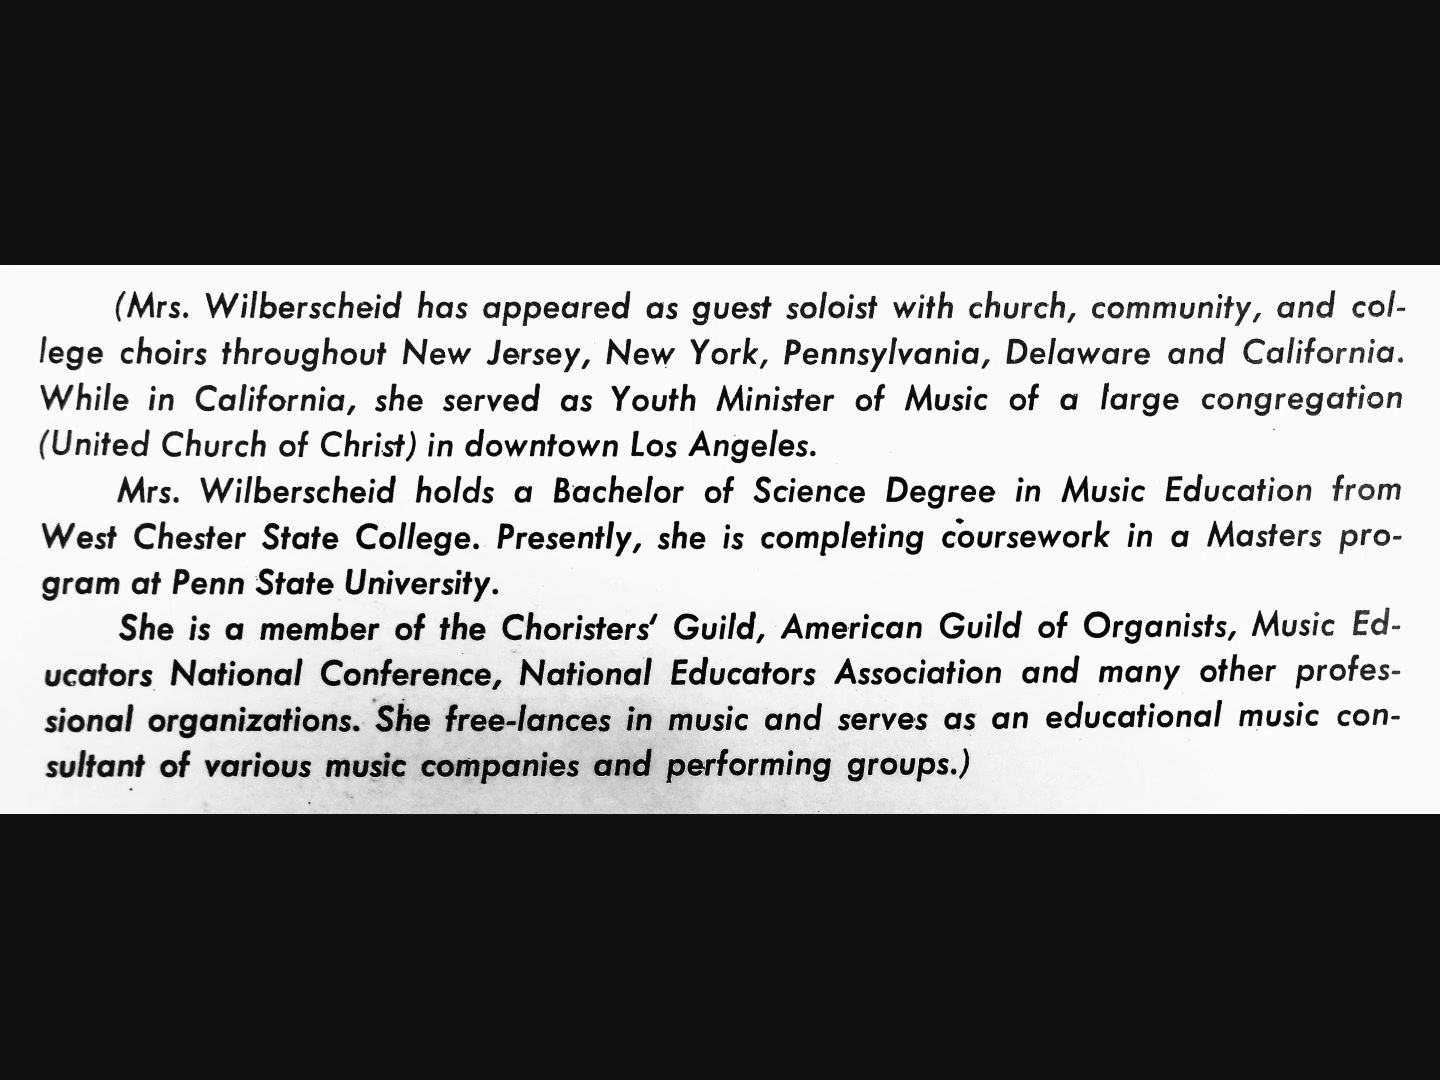 (Mrs. Wilberscheid has appeared as guest soloist with church, community, and col-
lege choirs throughout New Jersey, New York, Pennsylvania, Delaware and California.
While in California, she served as Youth Minister of Music of a large congregation
(United Church of Christ) in downtown Los Angeles.
Mrs. Wilberscheid holds a Bachelor of Science Degree in Music Education from
West Chester State College. Presently, she is completing coursework in a Masters pro-
gram at Penn State University.
She is a member of the Choristers' Guild, American Guild of Organists, Music Ed-
ucators National Conference, National Educators Association and many other profes-
sional organizations. She free-lances in music and serves as an educational music con-
sultant of various music companies and performing groups.)